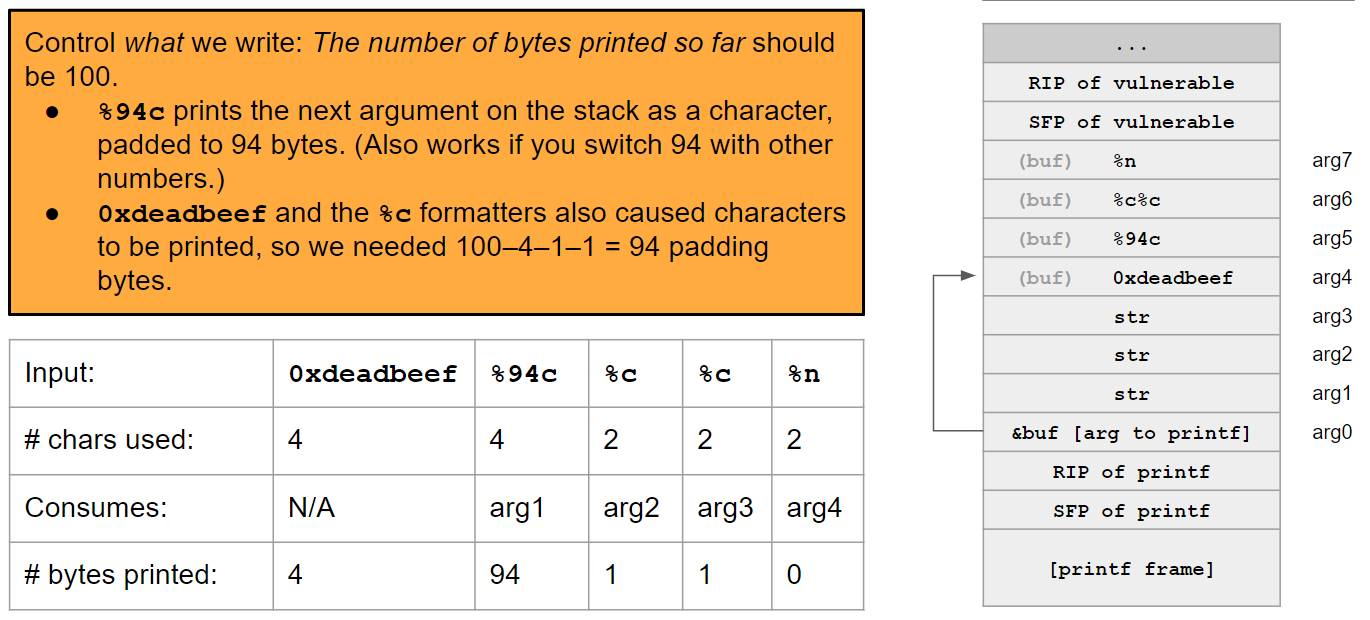 Control what we write: The number of bytes printed so far should
be 100.
● %94c prints the next argument on the stack as a character,
padded to 94 bytes. (Also works if you switch 94 with other
numbers.)
● 0xdeadbeef and the %c formatters also caused characters
to be printed, so we needed 100–4–1–1 = 94 padding
bytes.
Input: 0xdeadbeef %94c %c %c %n
# chars used: 4 4 2 2 2
Consumes: N/A arg1 arg2 arg3 arg4
# bytes printed: 4 94 1 1 0
...
RIP of vulnerable
SFP of vulnerable
(buf) %n arg7
(buf) %c%c arg6
(buf) %94c arg5
(buf) 0xdeadbeef arg4
str arg3
str arg2
str arg1
&buf [arg to printf] arg0
RIP of printf
SFP of printf
[printf frame]